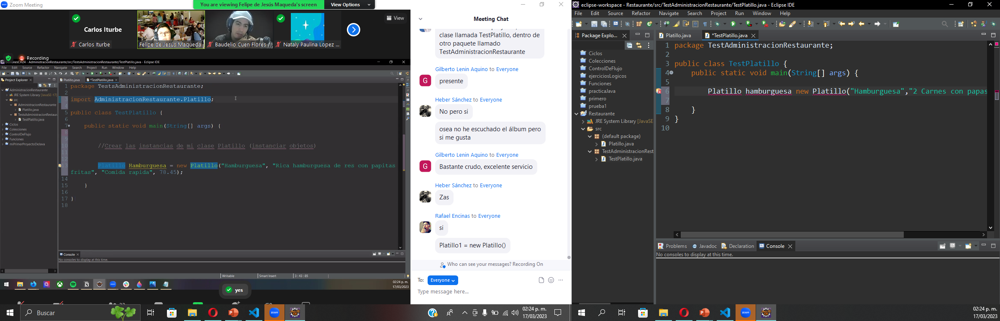 Zoom Meeting
You are viewing Felipe de Jesús Maqueda's screen
View Options
View
Carlos Iturbe
Carlos Iturbe
Felipe de Jesús Maqueda
Baudelio Cuen Flores
Nataly Paulina Lopez ...
Recording
AdministracionRestaurante/src/TestsAdministracionRestaurante/TestPlatillo.java - Eclipse IDE
File Edit Source Refactor Navigate Search Project Run Window Help
Project Explorer
Platillo.java
*TestPlatillo.java
AdministracionRestaurante
JRE System Library [JavaSE-17]
src
AdministracionRestaurante
Platillo.java
TestsAdministracionRestaur
TestPlatillo.java
Ciclos
Colecciones
ControlDeFlujo
Funciones
miPrimerProyectoDeJava
1 package TestsAdministracionRestaurante;
2
3 import AdministracionRestaurante.Platillo;
4
5 public class TestPlatillo {
6
7 public static void main(String[] args) {
8
9
10 //Crear las instancias de mi clase Platillo (instanciar objetos)
11
12
13 Platillo Hamburguesa = new Platillo("Hamburguesa", "Rica hamburguesa de res con papitas
fritas", "Comida rapida", 78.45);
14
15 }
16
17 }
18
Console
No consoles to display at this time.
Writable
Smart Insert
3 : 43 : 85
02:24 p. m.
17/03/2023
yes
Buscar
02:24 p. m.
17/03/2023
Meeting Chat
clase llamada TestPlatillo, dentro de
otro paquete llamado
TestAdministracionRestaurante
Gilberto Lenin Aquino to Everyone
G
presente
Heber Sánchez to Everyone
No pero si
osea no he escuchado el álbum pero
si me gusta
Gilberto Lenin Aquino to Everyone
G
Bastante crudo, excelente servicio
Heber Sánchez to Everyone
Zas
Rafael Encinas to Everyone
si
Platillo1 = new Platillo()
Who can see your messages? Recording On
To: Everyone
Type message here...
eclipse-workspace - Restaurante/src/TestAdministracionRestaurante/TestPlatillo.java - Eclipse IDE
File Edit Source Refactor Navigate Search Project Run Window Help
Package Explo...
Platillo.java
*TestPlatillo.java
Ciclos
Colecciones
ControlDeFlujo
ejerciciosLogicos
Funciones
practicaJava
primero
prueba1
Restaurante
JRE System Library [JavaSE
src
(default package)
Platillo.java
TestAdministracionRest
TestPlatillo.java
1 package TestAdministracionRestaurante;
2
3 public class TestPlatillo {
4 public static void main(String[] args) {
5
6 Platillo hamburguesa new Platillo("Hamburguesa","2 Carnes con papas
7
8 }
9 }
10
Problems
Javadoc
Declaration
Console
No consoles to display at this time.
02:24 p. m.
17/03/2023